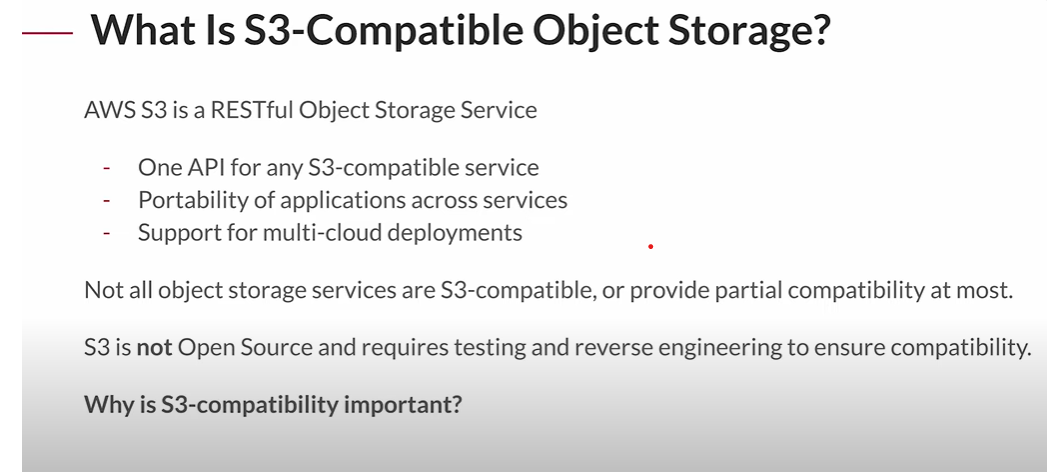 What Is S3-Compatible Object Storage?
AWS S3 is a RESTful Object Storage Service
- One API for any S3-compatible service
- Portability of applications across services
- Support for multi-cloud deployments
Not all object storage services are S3-compatible, or provide partial compatibility at most.
S3 is not Open Source and requires testing and reverse engineering to ensure compatibility.
Why is S3-compatibility important?